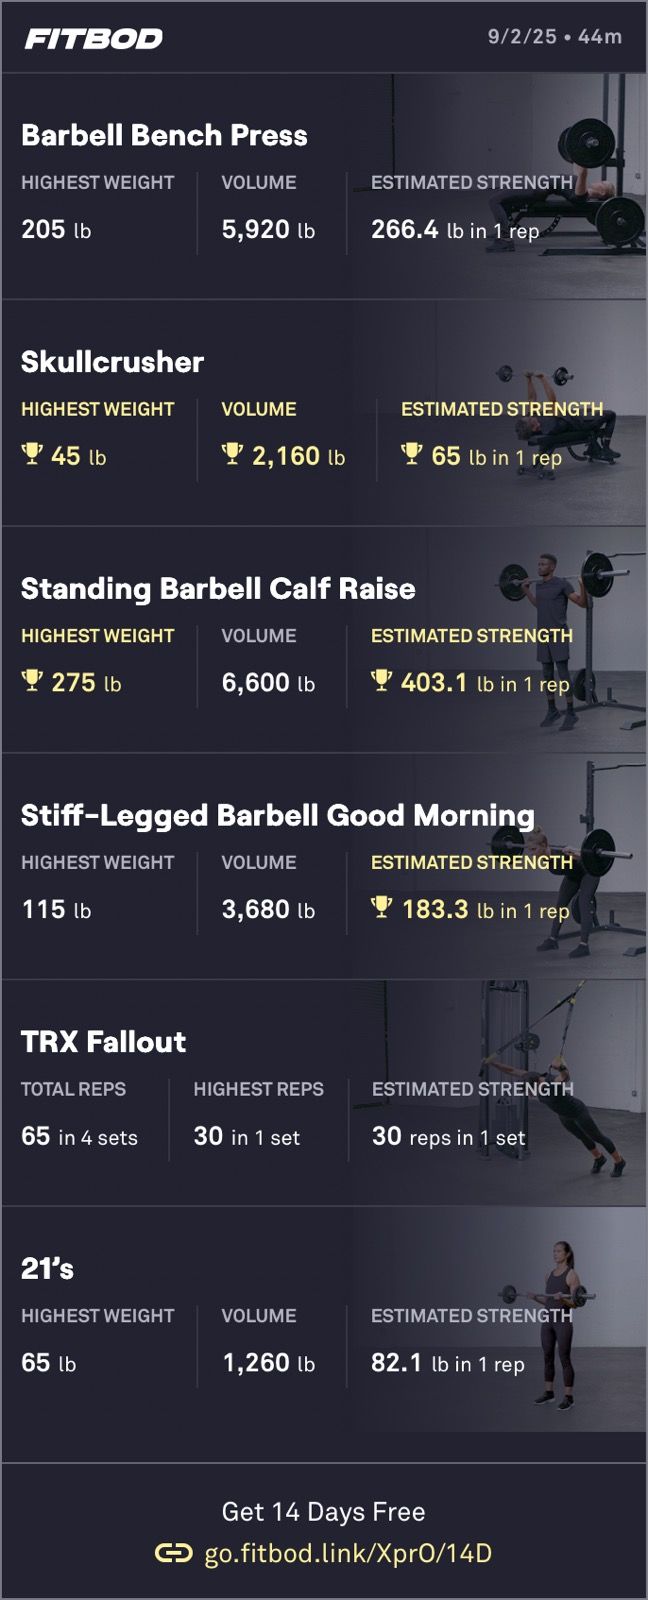 FITBOD
9/2/25 • 44m
Barbell Bench Press
HIGHEST WEIGHT VOLUME ESTIMATED STRENGTH
205 lb 5,920 lb 266.4 lb in 1 rep
Skullcrusher
HIGHEST WEIGHT VOLUME ESTIMATED STRENGTH
45 lb 2,160 lb 65 lb in 1 rep
Standing Barbell Calf Raise
HIGHEST WEIGHT VOLUME ESTIMATED STRENGTH
275 lb 6,600 lb 403.1 lb in 1 rep
Stiff-Legged Barbell Good Morning
HIGHEST WEIGHT VOLUME ESTIMATED STRENGTH
115 lb 3,680 lb 183.3 lb in 1 rep
TRX Fallout
TOTAL REPS HIGHEST REPS ESTIMATED STRENGTH
65 in 4 sets 30 in 1 set 30 reps in 1 set
21's
HIGHEST WEIGHT VOLUME ESTIMATED STRENGTH
65 lb 1,260 lb 82.1 lb in 1 rep
Get 14 Days Free
go.fitbod.link/XprO/14D